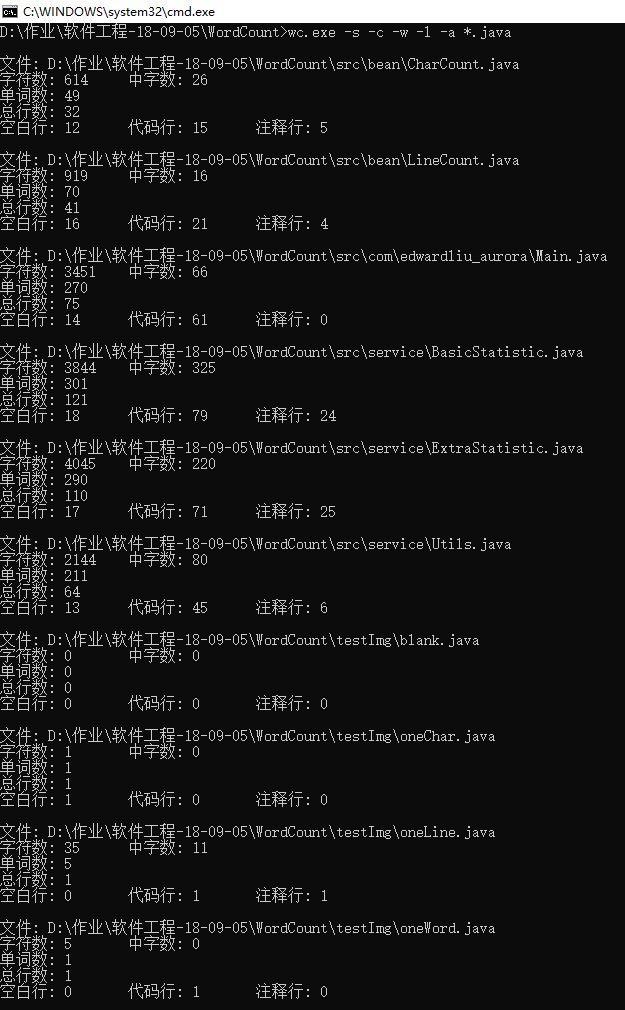 C:\WINDOWS\system32\cmd.exe
D:\作业\软件工程-18-09-05\WordCount>wc.exe -s -c -w -l -a *.java
文件: D:\作业\软件工程-18-09-05\WordCount\src\bean\CharCount.java
字符数: 614 中字数: 26
单词数: 49
总行数: 32
空白行: 12 代码行: 15 注释行: 5
文件: D:\作业\软件工程-18-09-05\WordCount\src\bean\LineCount.java
字符数: 919 中字数: 16
单词数: 70
总行数: 41
空白行: 16 代码行: 21 注释行: 4
文件: D:\作业\软件工程-18-09-05\WordCount\src\com\edwardliu_aurora\Main.java
字符数: 3451 中字数: 66
单词数: 270
总行数: 75
空白行: 14 代码行: 61 注释行: 0
文件: D:\作业\软件工程-18-09-05\WordCount\src\service\BasicStatistic.java
字符数: 3844 中字数: 325
单词数: 301
总行数: 121
空白行: 18 代码行: 79 注释行: 24
文件: D:\作业\软件工程-18-09-05\WordCount\src\service\ExtraStatistic.java
字符数: 4045 中字数: 220
单词数: 290
总行数: 110
空白行: 17 代码行: 71 注释行: 25
文件: D:\作业\软件工程-18-09-05\WordCount\src\service\Utils.java
字符数: 2144 中字数: 80
单词数: 211
总行数: 64
空白行: 13 代码行: 45 注释行: 6
文件: D:\作业\软件工程-18-09-05\WordCount\testImg\blank.java
字符数: 0 中字数: 0
单词数: 0
总行数: 0
空白行: 0 代码行: 0 注释行: 0
文件: D:\作业\软件工程-18-09-05\WordCount\testImg\oneChar.java
字符数: 1 中字数: 0
单词数: 1
总行数: 1
空白行: 1 代码行: 0 注释行: 0
文件: D:\作业\软件工程-18-09-05\WordCount\testImg\oneLine.java
字符数: 35 中字数: 11
单词数: 5
总行数: 1
空白行: 0 代码行: 1 注释行: 1
文件: D:\作业\软件工程-18-09-05\WordCount\testImg\oneWord.java
字符数: 5 中字数: 0
单词数: 1
总行数: 1
空白行: 0 代码行: 1 注释行: 0